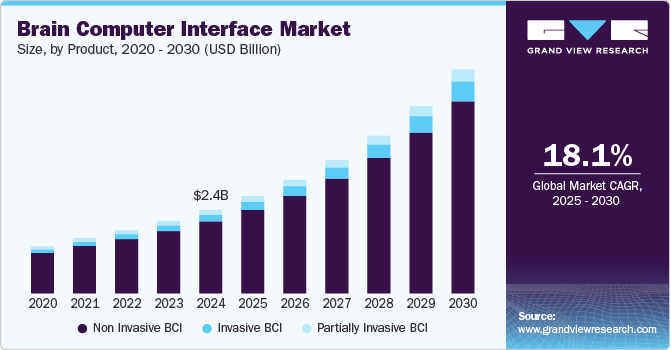 Brain Computer Interface Market
Size, by Product, 2020 - 2030 (USD Billion)
$2.4B
2020 2021 2022 2023 2024 2025 2026 2027 2028 2029 2030
Non Invasive BCI Invasive BCI Partially Invasive BCI
GRAND VIEW RESEARCH
18.1%
Global Market CAGR,
2025 - 2030
Source:
www.grandviewresearch.com